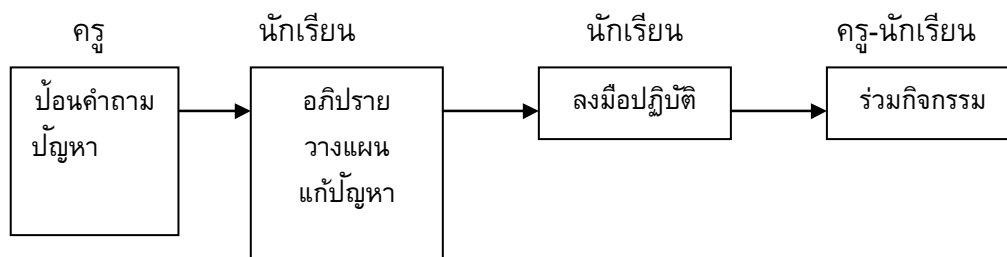 ครู
นักเรียน
นักเรียน
ครู-นักเรียน
ป้อนคำถาม
ปัญหา
อภิปราย
วางแผน
แก้ปัญหา
ลงมือปฏิบัติ
ร่วมกิจกรรม